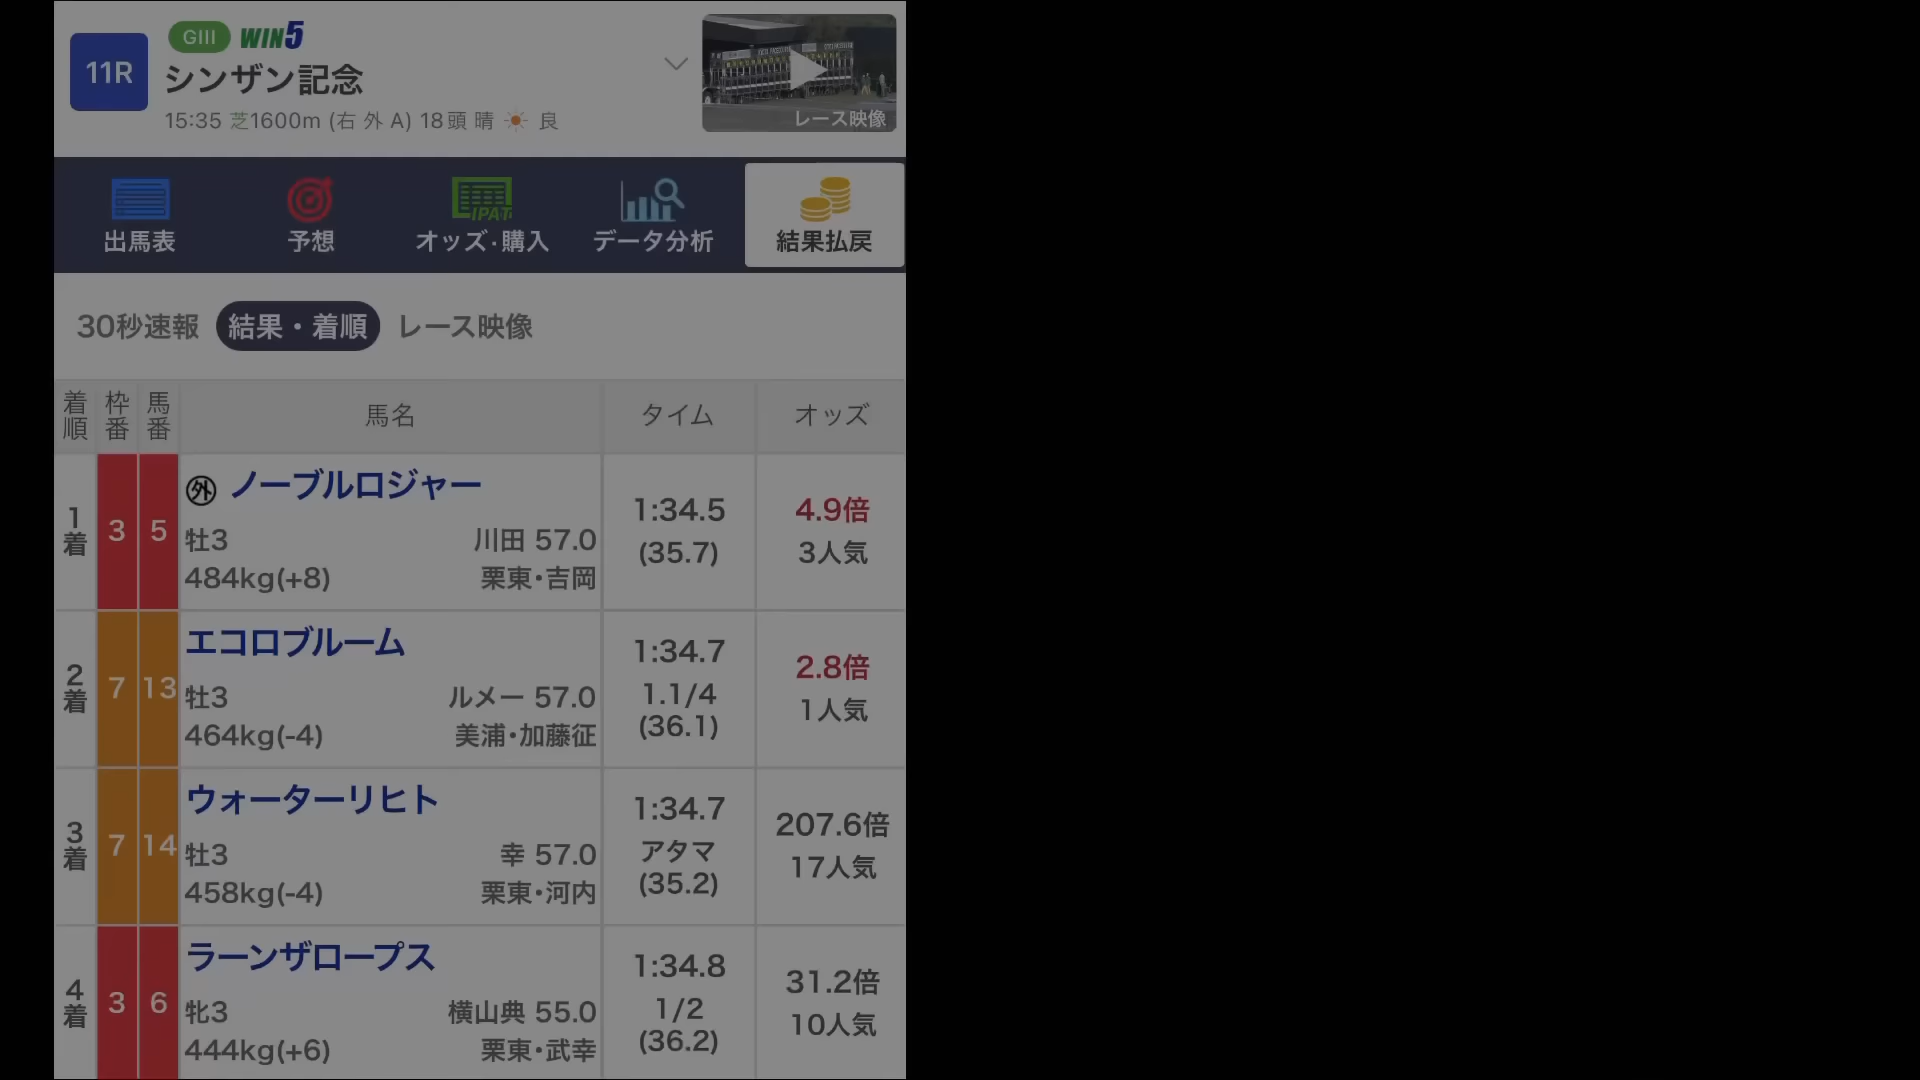 GIII WIN5
11R
シンザン記念
15:35 芝1600m (右 外 A) 18頭 晴 良
レース映像
出馬表 予想 オッズ・購入 データ分析 結果払戻
IPAT
30秒速報 結果・着順 レース映像
着順 枠番 馬番 馬名 タイム オッズ
1着 3 5 外 ノーブルロジャー
牡3 川田 57.0
484kg(+8) 栗東・吉岡
1:34.5
(35.7)
4.9倍
3人気
2着 7 13 エコロブルーム
牡3 ルメー 57.0
464kg(-4) 美浦・加藤征
1:34.7
1.1/4
(36.1)
2.8倍
1人気
3着 7 14 ウォーターリヒト
牡3 幸 57.0
458kg(-4) 栗東・河内
1:34.7
アタマ
(35.2)
207.6倍
17人気
4着 3 6 ラーンザロープス
牝3 横山典 55.0
444kg(+6) 栗東・武幸
1:34.8
1/2
(36.2)
31.2倍
10人気